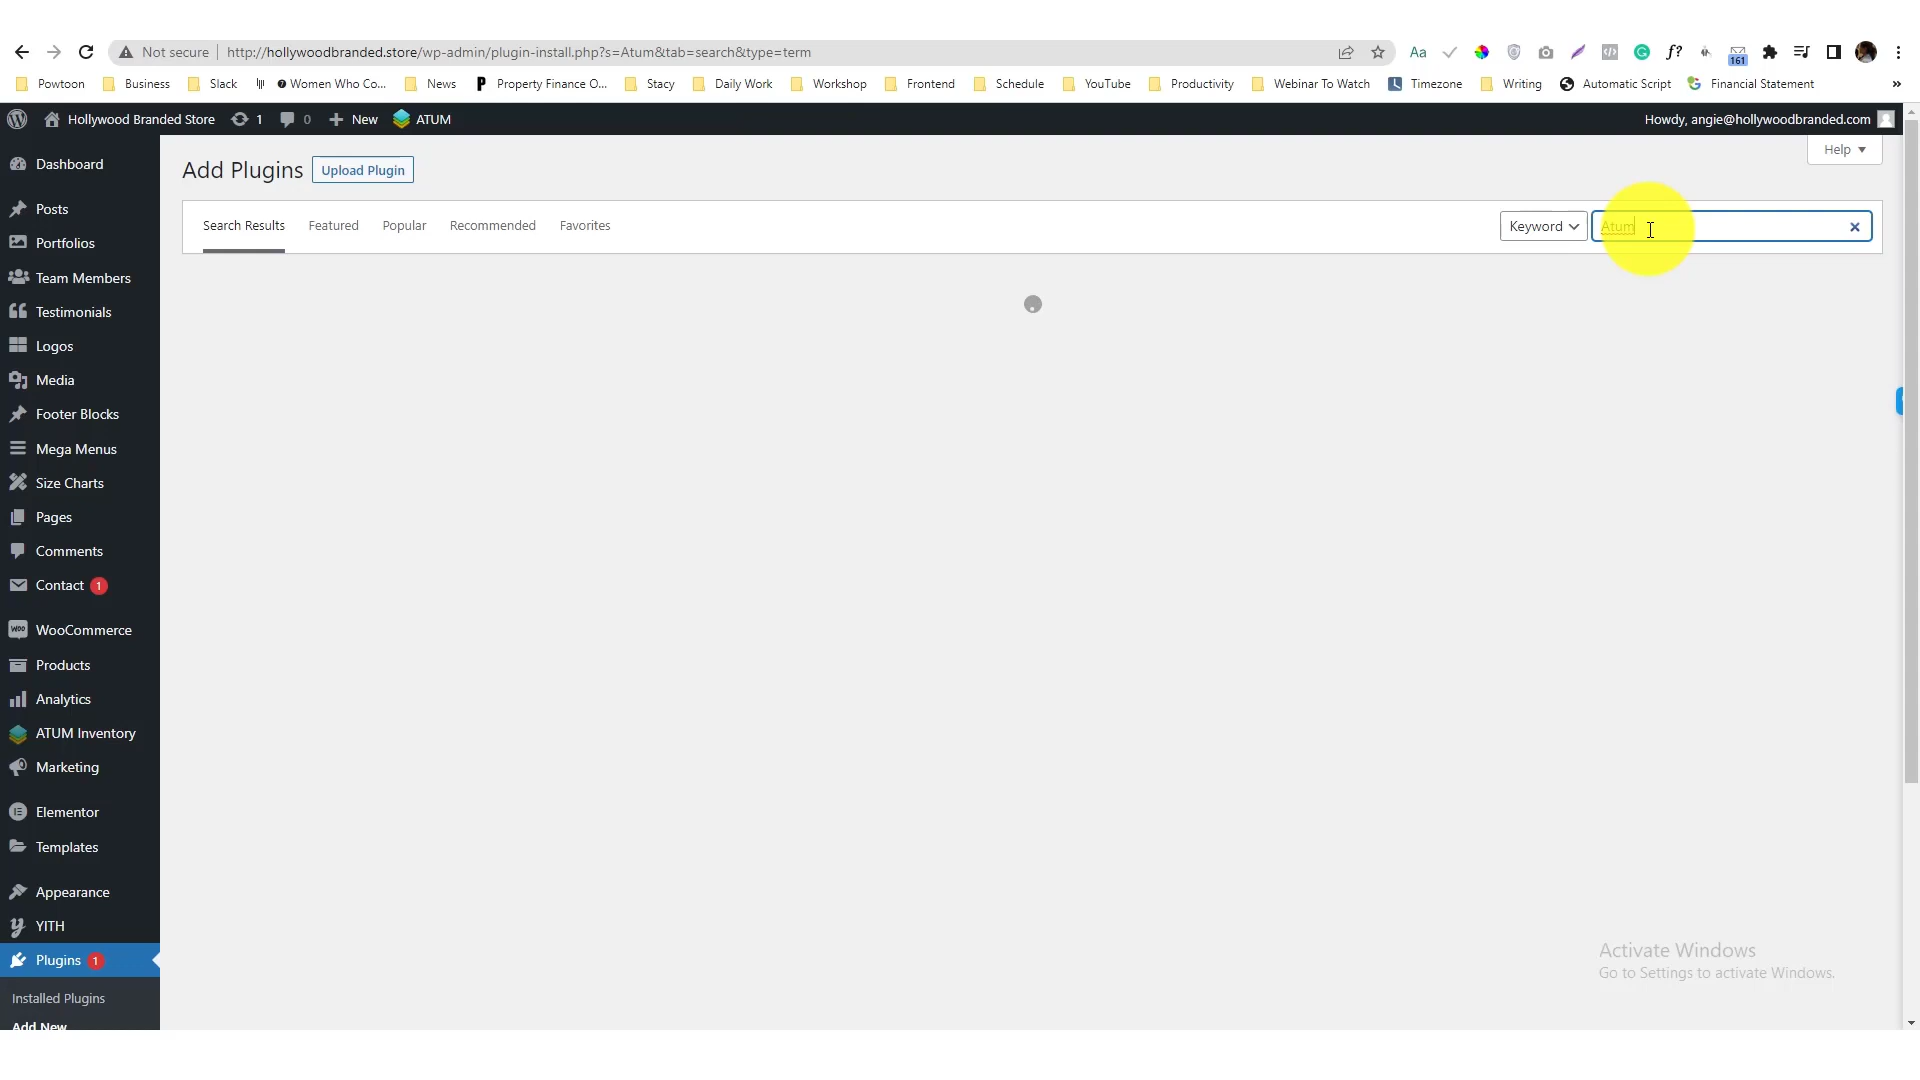 Not secure
http://hollywoodbranded.store/wp-admin/plugin-install.php?s=Atum&tab=search&type=term
Aa
f?
161
Powtoon
Business
Slack
Women Who Co...
News
Property Finance O...
Stacy
Daily Work
Workshop
Frontend
Schedule
YouTube
Productivity
Webinar To Watch
Timezone
Writing
Automatic Script
Financial Statement
»
Hollywood Branded Store
1
0
New
ATUM
Howdy, angie@hollywoodbranded.com
Dashboard
Posts
Portfolios
Team Members
Testimonials
Logos
Media
Footer Blocks
Mega Menus
Size Charts
Pages
Comments
Contact 1
WooCommerce
Products
Analytics
ATUM Inventory
Marketing
Elementor
Templates
Appearance
YITH
Plugins 1
Installed Plugins
Add New
Help
Add Plugins
Upload Plugin
Search Results
Featured
Popular
Recommended
Favorites
Keyword
Atum
Activate Windows
Go to Settings to activate Windows.